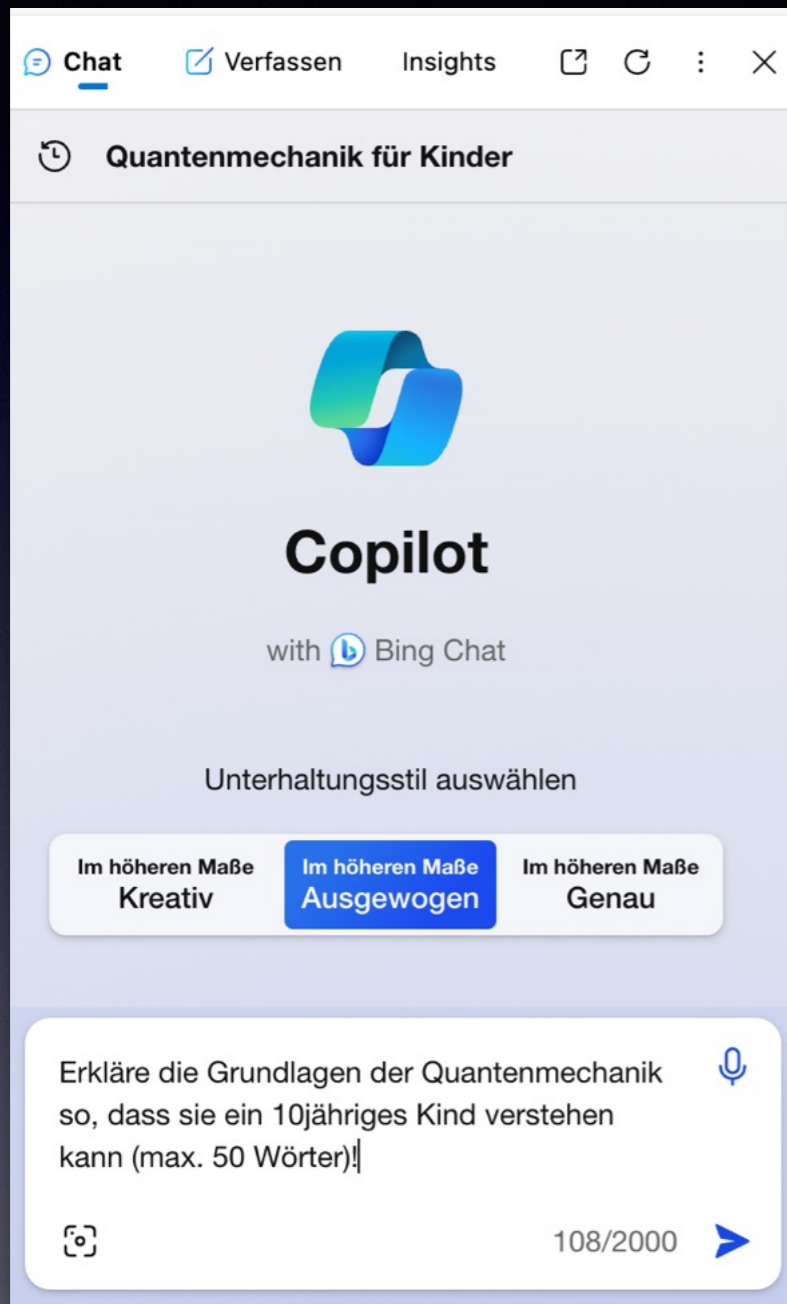 Chat Verfassen Insights
Quantenmechanik für Kinder
Copilot
with b Bing Chat
Unterhaltungsstil auswählen
Im höheren Maße Im höheren Maße Im höheren Maße
Kreativ Ausgewogen Genau
Erkläre die Grundlagen der Quantenmechanik
so, dass sie ein 10jähriges Kind verstehen
kann (max. 50 Wörter)!
108/2000